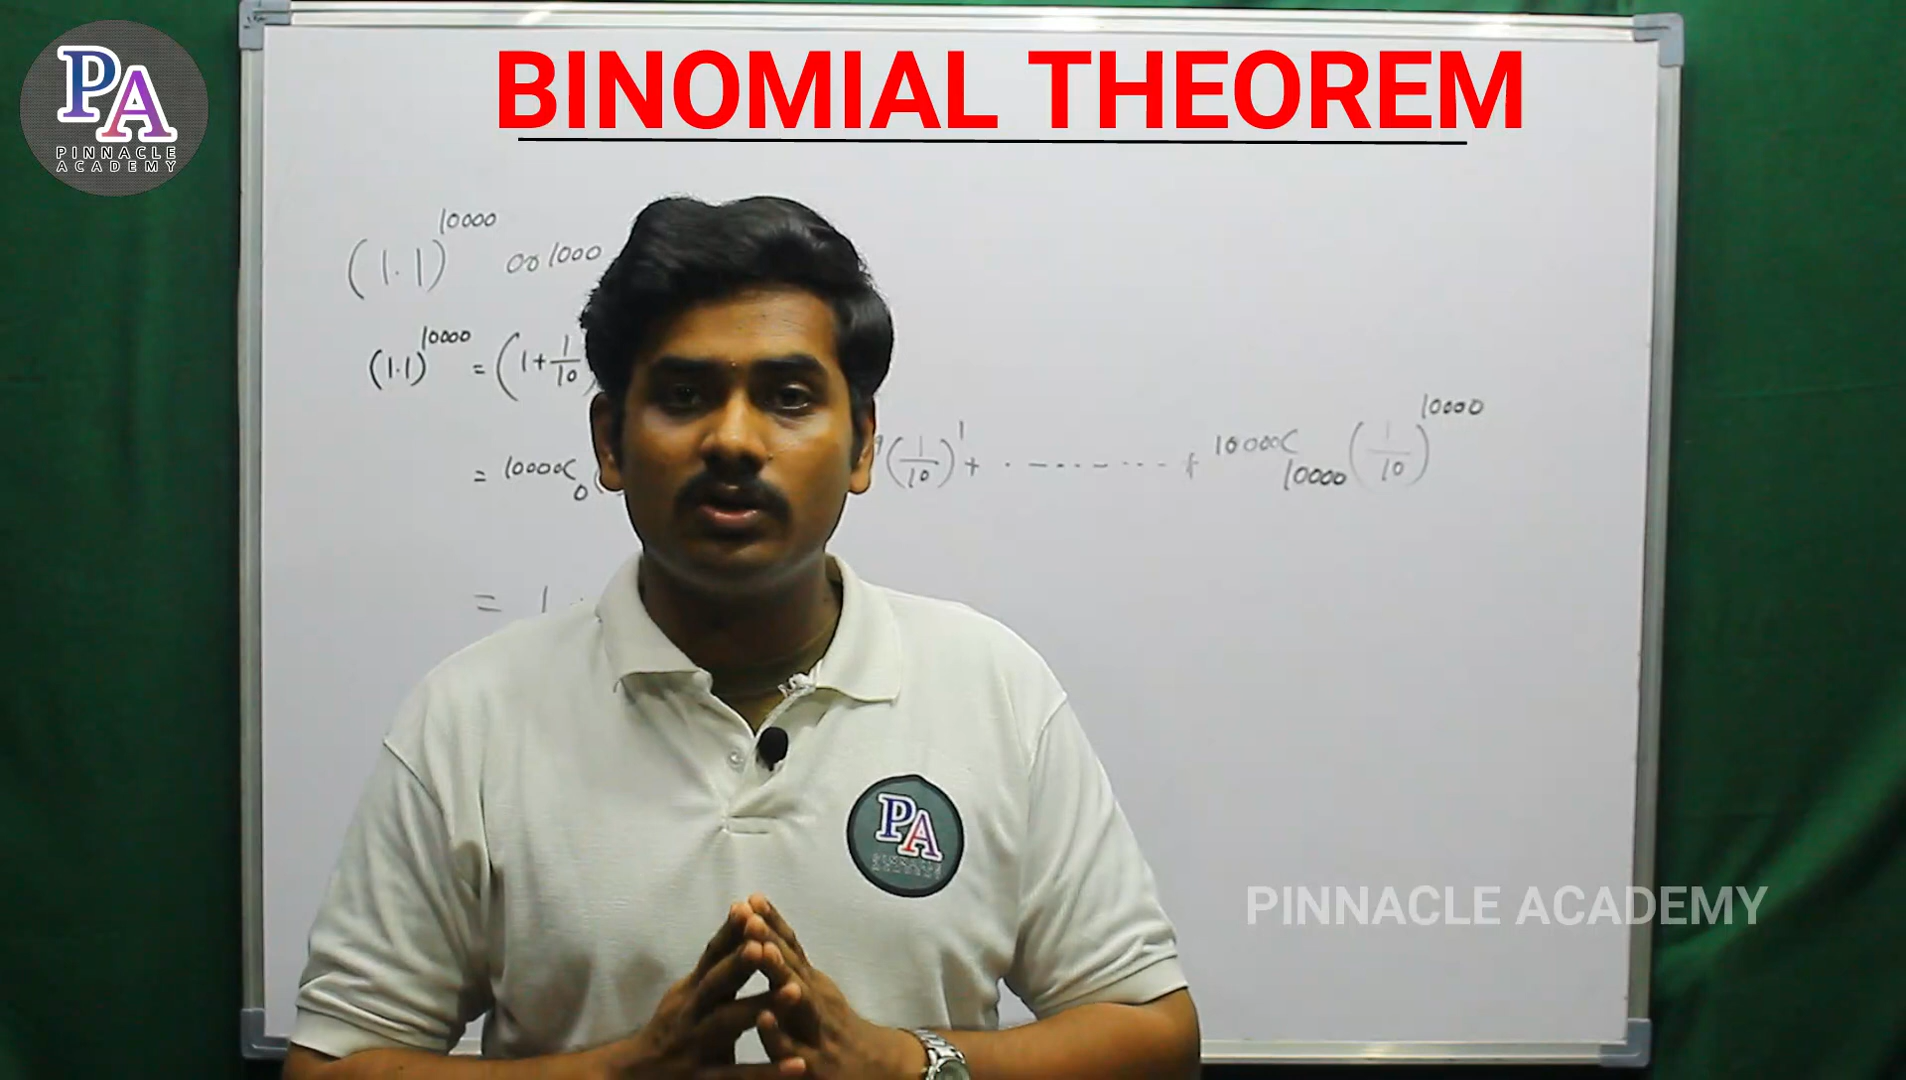 PA
PINNACLE
ACADEMY
BINOMIAL THEOREM
(1.1)^10000 or 1000
(1.1)^10000 = (1+1/10
= 10000C0( (1/10)^1 + ·-------+ 10000C10000 (1/10)^10000
= 1
PA
PINNACLE ACADEMY